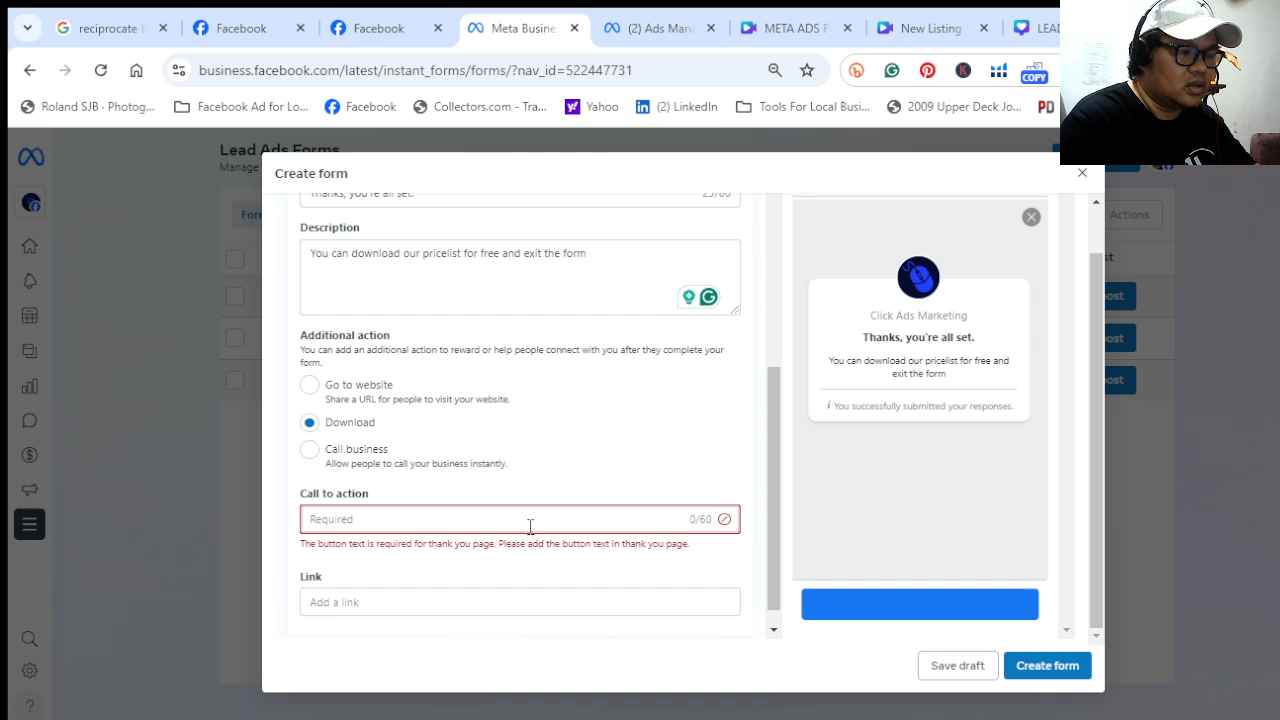 reciprocate
Facebook
Facebook
Meta Busine
(2) Ads Man
META ADS F
New Listing
LEAD
business.facebook.com/latest/instant_forms/forms/?nav_id=522447731
COPY
Roland SJB - Photog...
Facebook Ad for Lo...
Facebook
Collectors.com - Tra...
Yahoo
(2) LinkedIn
Tools For Local Busi...
2009 Upper Deck Jo...
PD
Lead Ads Forms
Manage
Create form
Form
Actions
Thanks, you're all set.
23/60
Description
You can download our pricelist for free and exit the form
Additional action
You can add an additional action to reward or help people connect with you after they complete your
form.
Go to website
Share a URL for people to visit your website.
Download
Call business
Allow people to call your business instantly.
Call to action
Required
0/60
The button text is required for thank you page. Please add the button text in thank you page.
Link
Add a link
Click Ads Marketing
Thanks, you're all set.
You can download our pricelist for free and
exit the form
You successfully submitted your responses.
Save draft
Create form